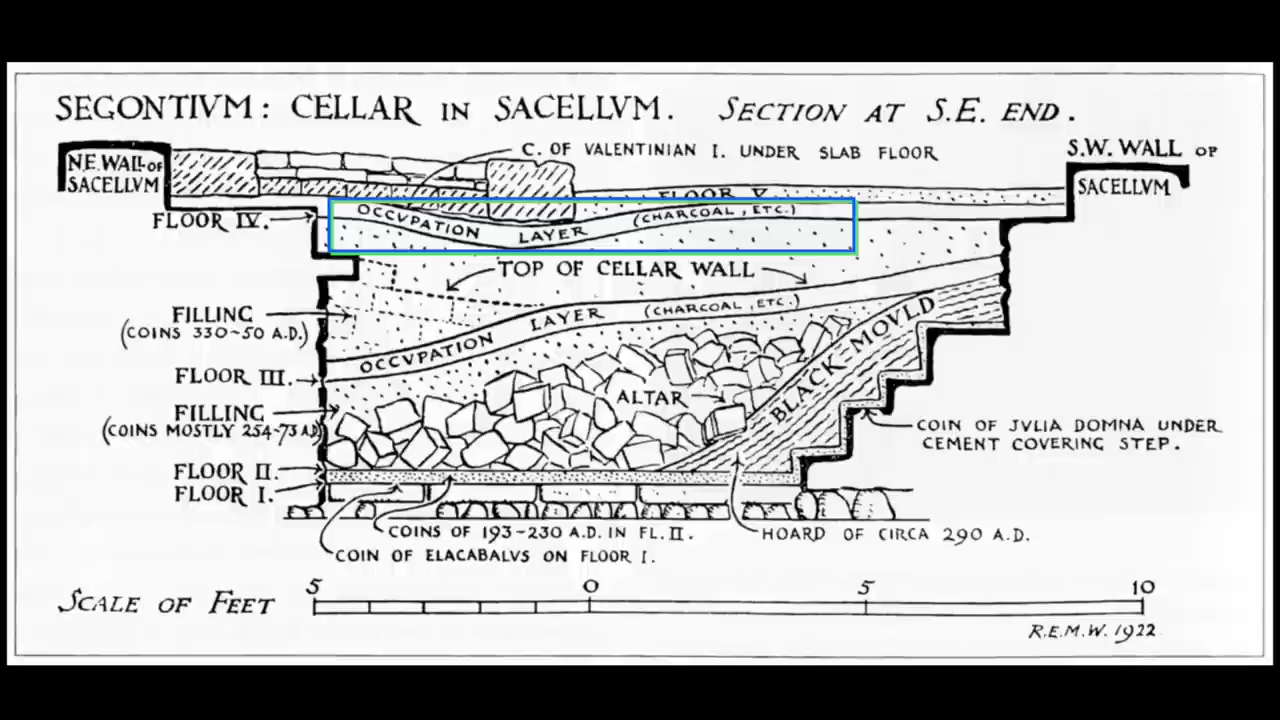 SEGONTIVM: CELLAR IN SACELLVM. SECTION AT S.E. END.
N.E. WALL OF
SACELLVM
C. OF VALENTINIAN I. UNDER SLAB FLOOR
S.W. WALL OF
SACELLVM
FLOOR V
FLOOR IV.
OCCVPATION LAYER (CHARCOAL, ETC.)
TOP OF CELLAR WALL
FILLING
(COINS 330-50 A.D.)
OCCVPATION LAYER (CHARCOAL, ETC.)
BLACK MOVLD
FLOOR III.
ALTAR
FILLING
(COINS MOSTLY 254-73 AD
COIN OF JVLIA DOMNA UNDER
CEMENT COVERING STEP.
FLOOR II.
FLOOR I.
COINS OF 193-230 A.D. IN FL. II.
HOARD OF CIRCA 290 A.D.
COIN OF ELACABALVS ON FLOOR I.
5 0 5 10
SCALE OF FEET
R.E.M.W. 1922